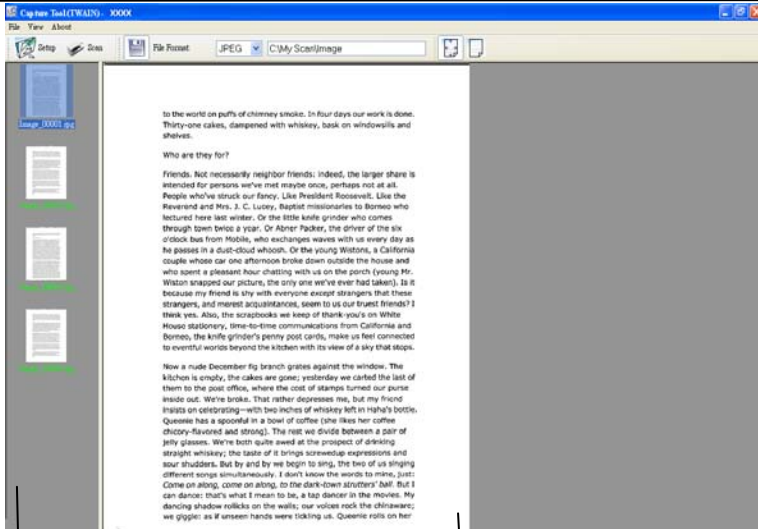 Capture Tool(TWAIN) - XXXX
File View About
Setup Scan File Format JPEG C:\My Scan\Image
Image_00001.jpg
to the world on puffs of chimney smoke. In four days our work is done.
Thirty-one cakes, dampened with whiskey, bask on windowsills and
shelves.
Who are they for?
Friends. Not necessarily neighbor friends: indeed, the larger share is
intended for persons we've met maybe once, perhaps not at all.
People who've struck our fancy. Like President Roosevelt. Like the
Reverend and Mrs. J. C. Lucey, Baptist missionaries to Borneo who
lectured here last winter. Or the little knife grinder who comes
through town twice a year. Or Abner Packer, the driver of the six
o'clock bus from Mobile, who exchanges waves with us every day as
he passes in a dust-cloud whoosh. Or the young Wistons, a California
couple whose car one afternoon broke down outside the house and
who spent a pleasant hour chatting with us on the porch (young Mr.
Wiston snapped our picture, the only one we've ever had taken). Is it
because my friend is shy with everyone except strangers that these
strangers, and merest acquaintances, seem to us our truest friends? I
think yes. Also, the scrapbooks we keep of thank-you's on White
House stationery, time-to-time communications from California and
Borneo, the knife grinder's penny post cards, make us feel connected
to eventful worlds beyond the kitchen with its view of a sky that stops.
Now a nude December fig branch grates against the window. The
kitchen is empty, the cakes are gone; yesterday we carted the last of
them to the post office, where the cost of stamps turned our purse
inside out. We're broke. That rather depresses me, but my friend
insists on celebrating—with two inches of whiskey left in Haha's bottle.
Queenie has a spoonful in a bowl of coffee (she likes her coffee
chicory-flavored and strong). The rest we divide between a pair of
jelly glasses. We're both quite awed at the prospect of drinking
straight whiskey; the taste of it brings screwedup expressions and
sour shudders. But by and by we begin to sing, the two of us singing
different songs simultaneously. I don't know the words to mine, just:
Come on along, come on along, to the dark-town strutters' ball. But I
can dance: that's what I mean to be, a tap dancer in the movies. My
dancing shadow rollicks on the walls; our voices rock the chinaware;
we giggle: as if unseen hands were tickling us. Queenie rolls on her